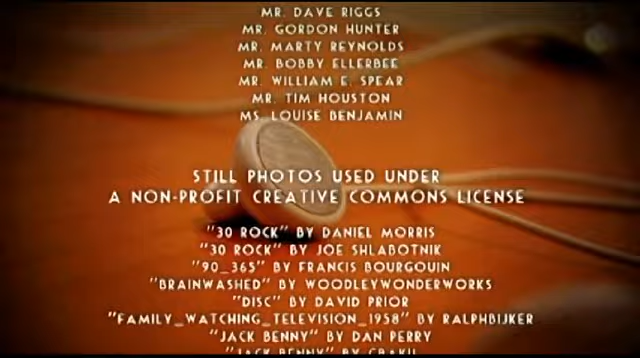 MR. DAVE RIGGS
MR. GORDON HUNTER
MR. MARTY REYNOLDS
MR. BOBBY ELLERBEE
MR. WILLIAM E. SPEAR
MR. TIM HOUSTON
MS. LOUISE BENJAMIN
STILL PHOTOS USED UNDER
A NON-PROFIT CREATIVE COMMONS LICENSE
"30 ROCK" BY DANIEL MORRIS
"30 ROCK" BY JOE SHLABOTNIK
"90_365" BY FRANCIS BOURGOUIN
"BRAINWASHED" BY WOODLEYWONDERWORKS
"DISC" BY DAVID PRIOR
"FAMILY_WATCHING_TELEVISION_1958" BY RALPHBIJKER
"JACK BENNY" BY DAN PERRY
"JACK BENNY" BY